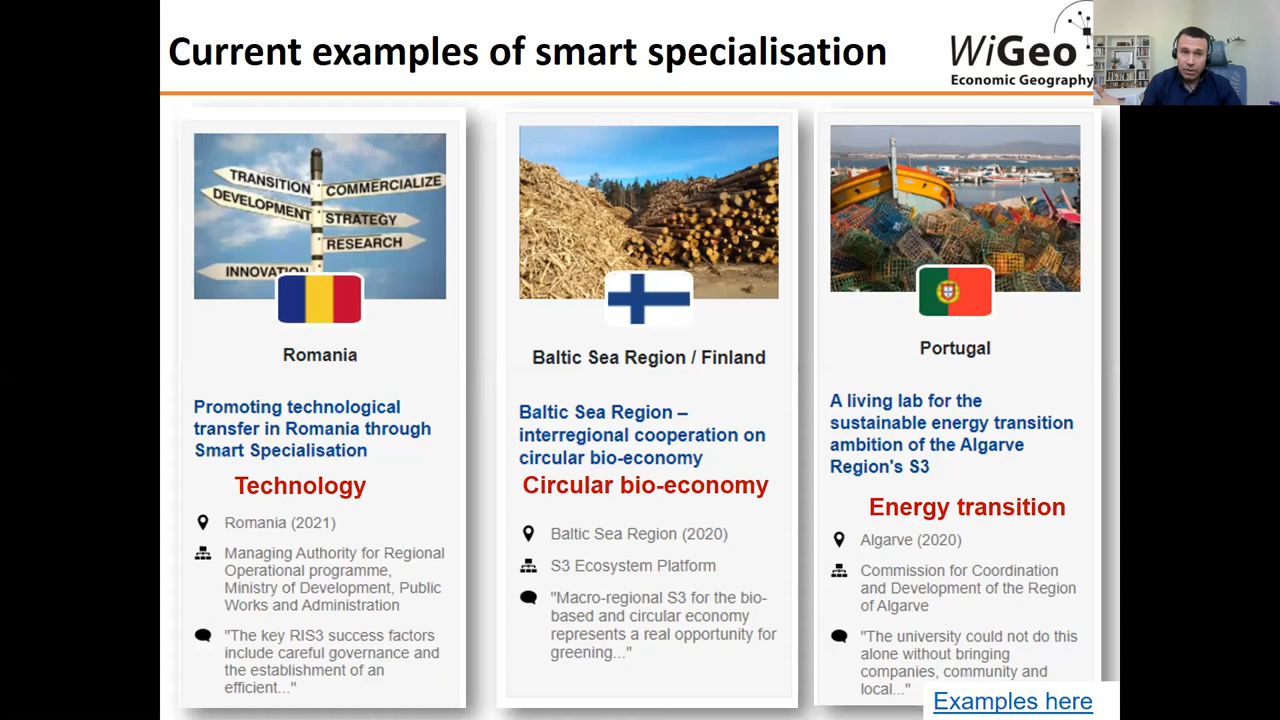 Current examples of smart specialisation
WiGeo
Economic Geography
TRANSITION
COMMERCIALIZE
DEVELOPMENT
STRATEGY
RESEARCH
INNOVATION
Romania
Promoting technological
transfer in Romania through
Smart Specialisation
Technology
Romania (2021)
Managing Authority for Regional
Operational programme,
Ministry of Development, Public
Works and Administration
"The key RIS3 success factors
include careful governance and
the establishment of an
efficient..."
Baltic Sea Region / Finland
Baltic Sea Region –
interregional cooperation on
circular bio-economy
Circular bio-economy
Baltic Sea Region (2020)
S3 Ecosystem Platform
"Macro-regional S3 for the bio-
based and circular economy
represents a real opportunity for
greening..."
Portugal
A living lab for the
sustainable energy transition
ambition of the Algarve
Region's S3
Energy transition
Algarve (2020)
Commission for Coordination
and Development of the Region
of Algarve
"The university could not do this
alone without bringing
companies, community and
local..."
Examples here